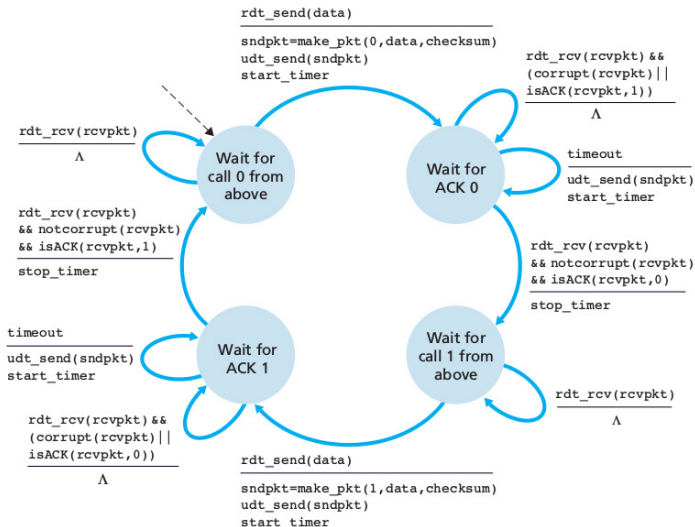 rdt_send(data)
sndpkt=make_pkt(0,data,checksum)
udt_send(sndpkt)
start_timer
rdt_rcv(rcvpkt) &&
(corrupt(rcvpkt)||
isACK(rcvpkt,1))
Λ
rdt_rcv(rcvpkt)
Λ
Wait for
call 0 from
above
Wait for
ACK 0
timeout
udt_send(sndpkt)
start_timer
rdt_rcv(rcvpkt)
&& notcorrupt(rcvpkt)
&& isACK(rcvpkt,1)
stop_timer
rdt_rcv(rcvpkt)
&& notcorrupt(rcvpkt)
&& isACK(rcvpkt,0)
stop_timer
timeout
udt_send(sndpkt)
start_timer
Wait for
ACK 1
Wait for
call 1 from
above
rdt_rcv(rcvpkt)
Λ
rdt_rcv(rcvpkt) &&
(corrupt(rcvpkt)||
isACK(rcvpkt,0))
Λ
rdt_send(data)
sndpkt=make_pkt(1,data,checksum)
udt_send(sndpkt)
start_timer